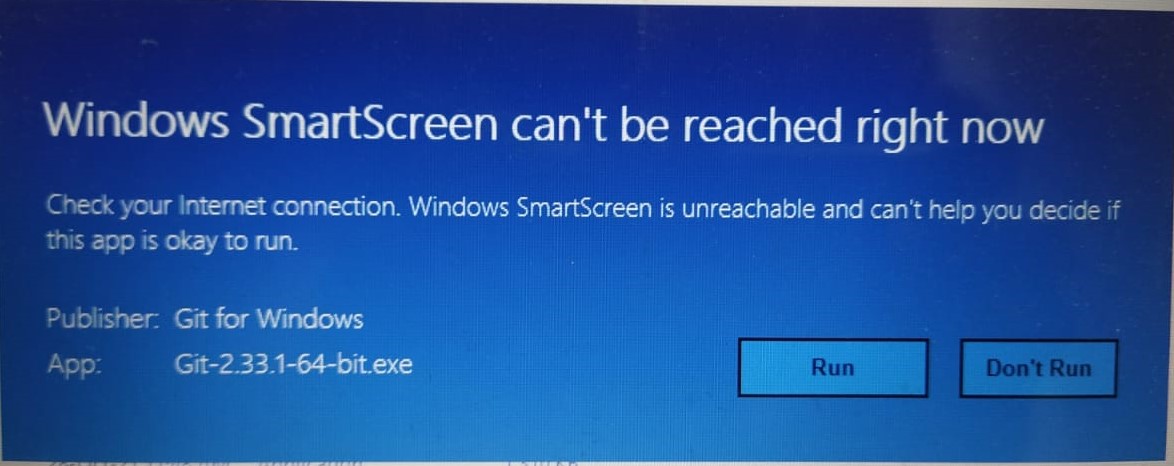 Windows SmartScreen can't be reached right now
Check your Internet connection. Windows SmartScreen is unreachable and can't help you decide if
this app is okay to run.
Publisher: Git for Windows
App: Git-2.33.1-64-bit.exe
Run Don't Run